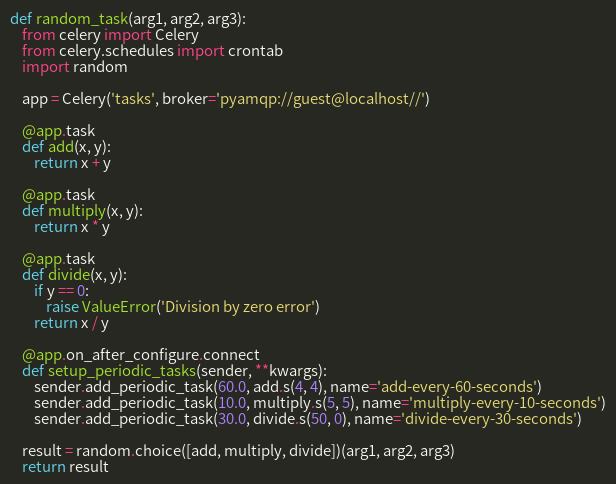 def random_task(arg1, arg2, arg3):
    from celery import Celery
    from celery.schedules import crontab
    import random

    app = Celery('tasks', broker='pyamqp://guest@localhost//')

    @app.task
    def add(x, y):
        return x + y

    @app.task
    def multiply(x, y):
        return x * y

    @app.task
    def divide(x, y):
        if y == 0:
            raise ValueError('Division by zero error')
        return x / y

    @app.on_after_configure.connect
    def setup_periodic_tasks(sender, **kwargs):
        sender.add_periodic_task(60.0, add.s(4, 4), name='add-every-60-seconds')
        sender.add_periodic_task(10.0, multiply.s(5, 5), name='multiply-every-10-seconds')
        sender.add_periodic_task(30.0, divide.s(50, 0), name='divide-every-30-seconds')

    result = random.choice([add, multiply, divide])(arg1, arg2, arg3)
    return result